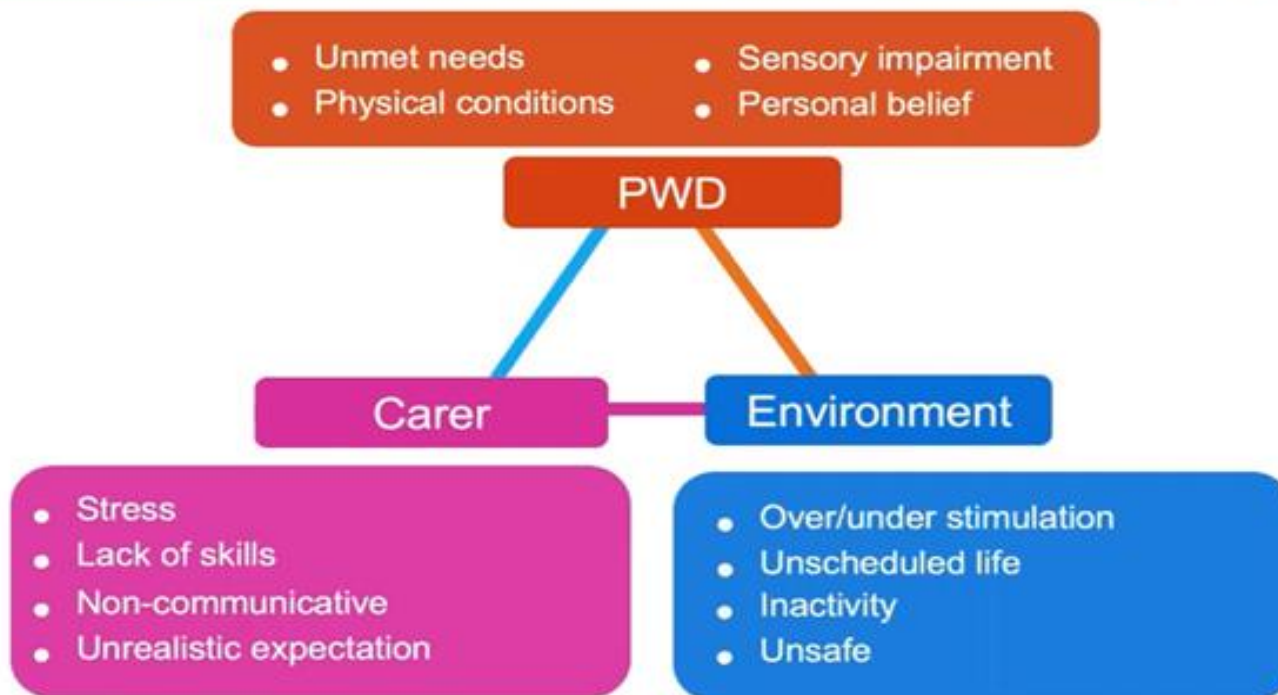 • Unmet needs
• Physical conditions
• Sensory impairment
• Personal belief
PWD
Carer
• Stress
• Lack of skills
• Non-communicative
• Unrealistic expectation
Environment
• Over/under stimulation
• Unscheduled life
• Inactivity
• Unsafe